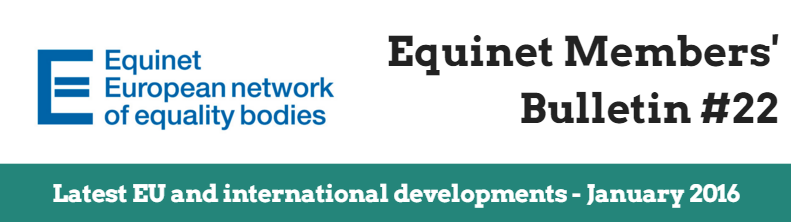 Equinet
European network
of equality bodies
Equinet Members'
Bulletin #22
Latest EU and international developments - January 2016